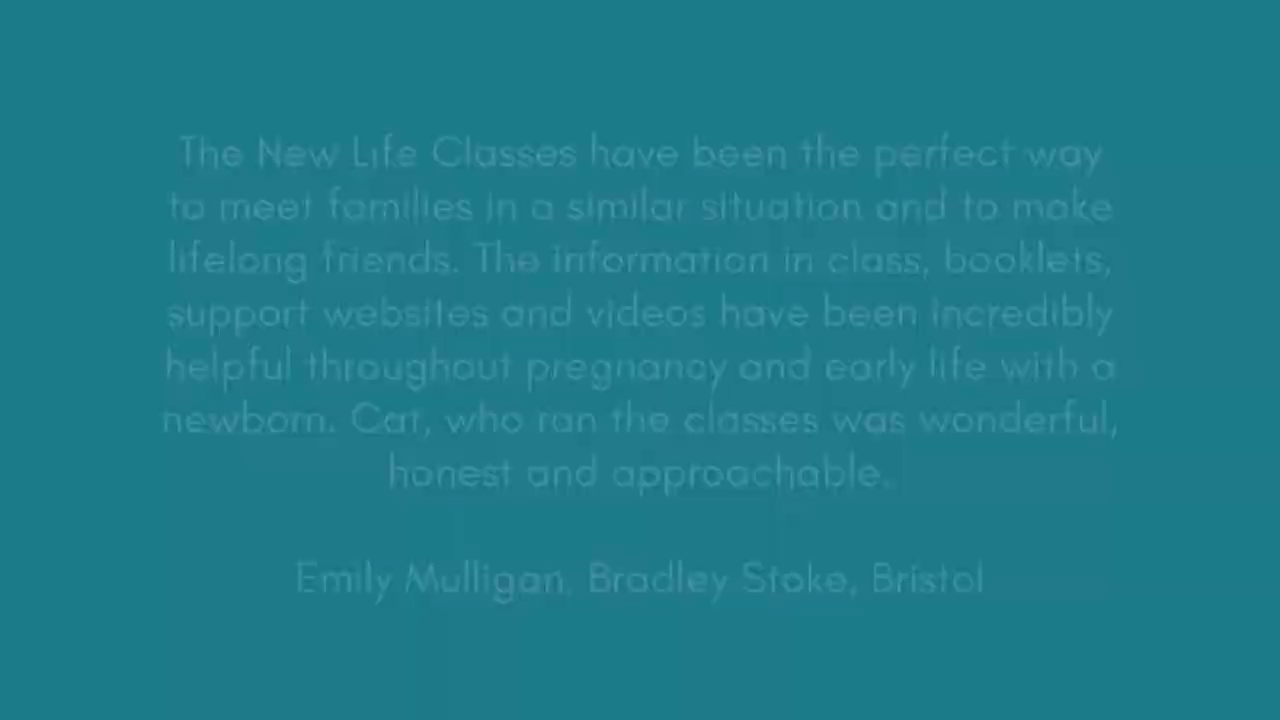 The New Life Classes have been the perfect way
to meet families in a similar situation and to make
lifelong friends. The information in class, booklets,
support websites and videos have been incredibly
helpful throughout pregnancy and early life with a
newborn. Cat, who ran the classes was wonderful,
honest and approachable.
Emily Mulligan, Bradley Stoke, Bristol